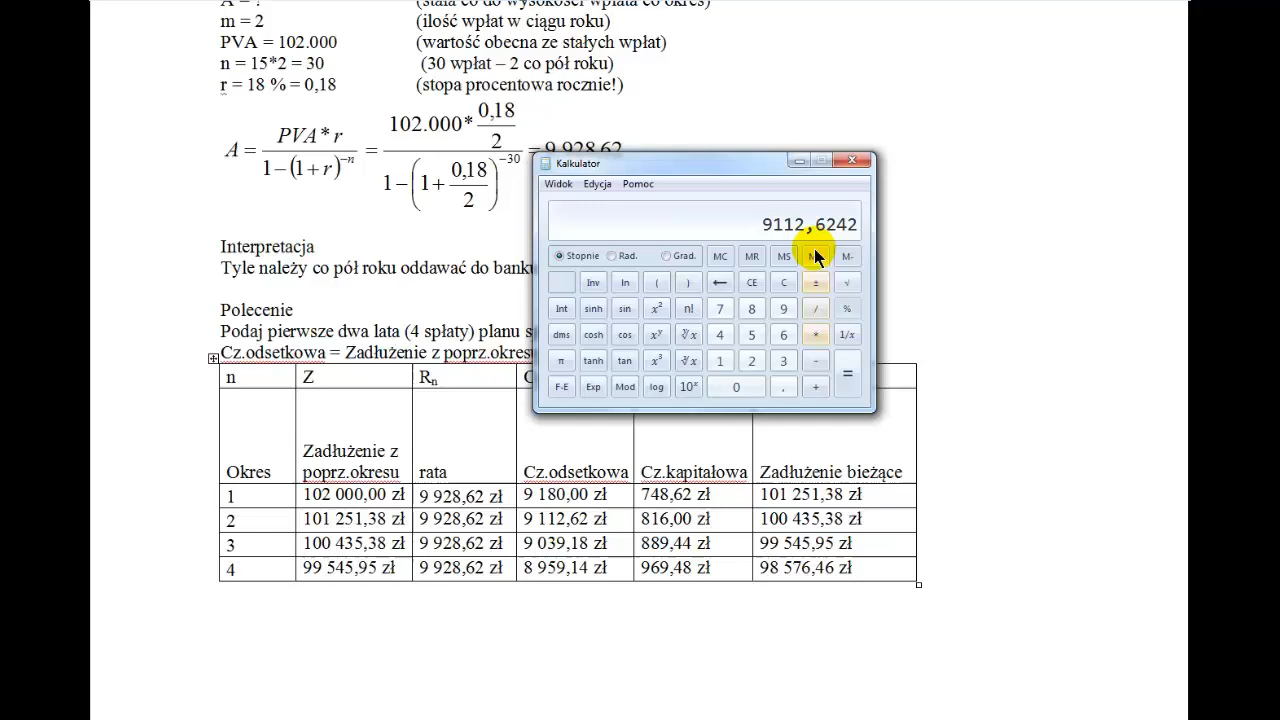 A = ? (stała co do wysokości wpłata co okres)
m = 2 (ilość wpłat w ciągu roku)
PVA = 102.000 (wartość obecna ze stałych wpłat)
n = 15*2 = 30 (30 wpłat – 2 co pół roku)
r = 18 % = 0,18 (stopa procentowa rocznie!)
A = PVA * r / 1 − (1 + r)^−n = 102.000 * 0,18 / 2 / 1 − (1 + 0,18 / 2)^−30 = 9 928,62
Kalkulator
Widok Edycja Pomoc
9112,6242
Stopnie Rad. Grad. MC MR MS M-
Inv ln ( ) ← CE C ± √
Int sinh sin x² n! 7 8 9 / %
dms cosh cos xʸ ʸ√x 4 5 6 * 1/x
π tanh tan x³ ³√x 1 2 3 - =
F-E Exp Mod log 10ˣ 0 , +
Interpretacja
Tyle należy co pół roku oddawać do banku
Polecenie
Podaj pierwsze dwa lata (4 spłaty) planu
Cz.odsetkowa = Zadłużenie z poprz.okresu
n Z Rn
Okres Zadłużenie z poprz.okresu rata Cz.odsetkowa Cz.kapitałowa Zadłużenie bieżące
1 102 000,00 zł 9 928,62 zł 9 180,00 zł 748,62 zł 101 251,38 zł
2 101 251,38 zł 9 928,62 zł 9 112,62 zł 816,00 zł 100 435,38 zł
3 100 435,38 zł 9 928,62 zł 9 039,18 zł 889,44 zł 99 545,95 zł
4 99 545,95 zł 9 928,62 zł 8 959,14 zł 969,48 zł 98 576,46 zł